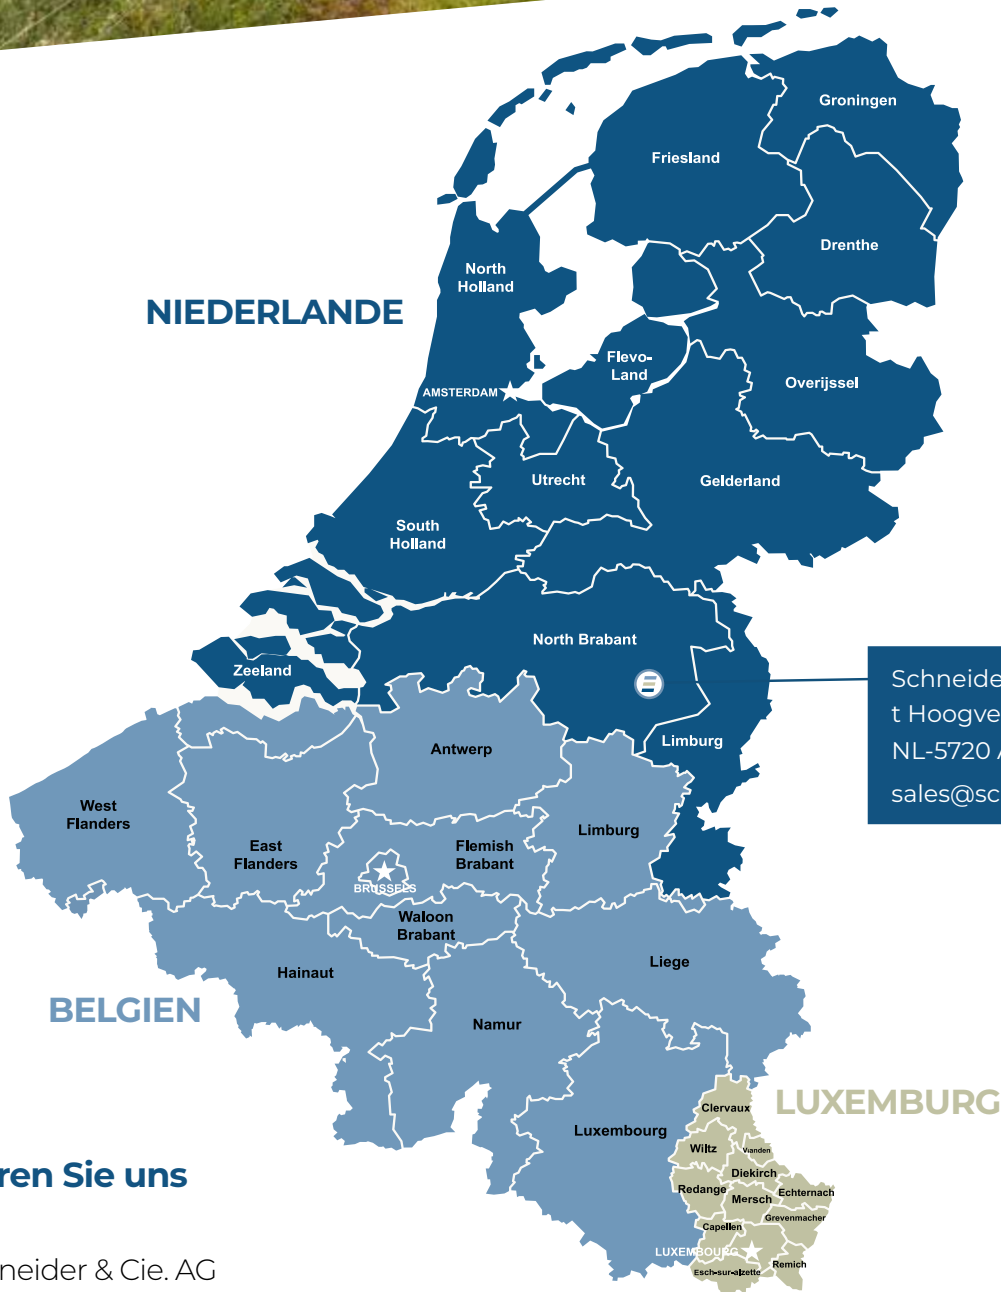 Groningen
Friesland
Drenthe
North
Holland
NIEDERLANDE
Flevo-
Land
Overijssel
AMSTERDAM
Utrecht
Gelderland
South
Holland
North Brabant
Zeeland
Schneide
t Hoogve
NL-5720 A
sales@sc
Limburg
Antwerp
West
Flanders
Limburg
East
Flanders
Flemish
Brabant
BRUSSELS
Waloon
Brabant
Hainaut
Liege
BELGIEN
Namur
LUXEMBURG
Clervaux
Luxembourg
Wiltz
Vianden
Diekirch
Redange
Mersch
Echternach
Capellen
Grevenmacher
LUXEMBOURG
Remich
Esch-sur-alzette
ren Sie uns
neider & Cie. AG